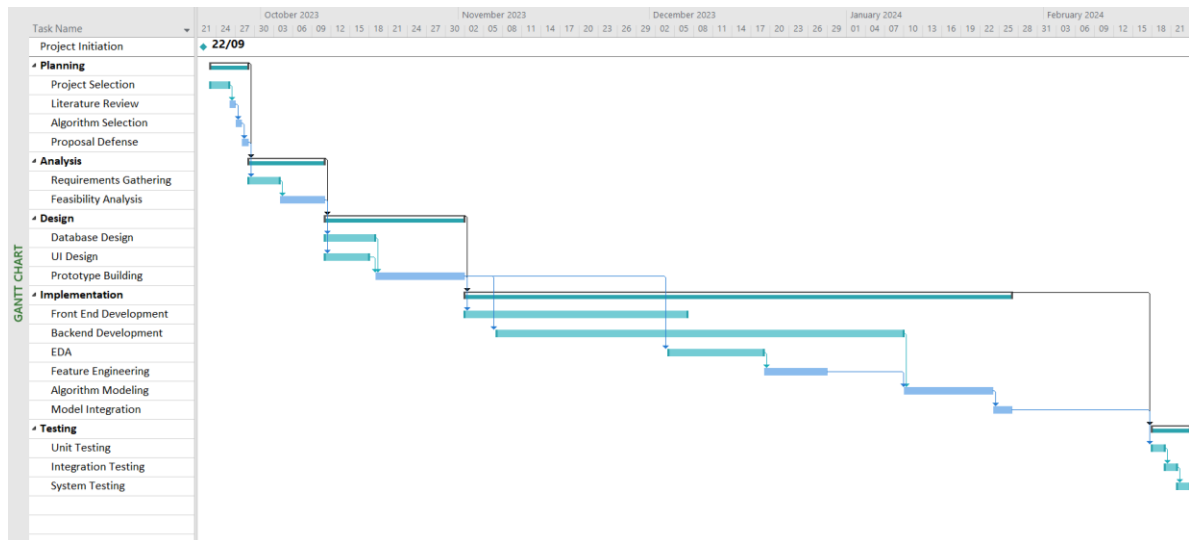 October 2023 November 2023 December 2023 January 2024 February 2024
Task Name 21 24 27 30 03 06 09 12 15 18 21 24 27 30 02 05 08 11 14 17 20 23 26 29 02 05 08 11 14 17 20 23 26 29 01 04 07 10 13 16 19 22 25 28 31 03 06 09 12 15 18 21
Project Initiation 22/09
Planning
Project Selection
Literature Review
Algorithm Selection
Proposal Defense
Analysis
Requirements Gathering
Feasibility Analysis
Design
Database Design
UI Design
Prototype Building
Implementation
Front End Development
Backend Development
EDA
Feature Engineering
Algorithm Modeling
Model Integration
Testing
Unit Testing
Integration Testing
System Testing
GANTT CHART